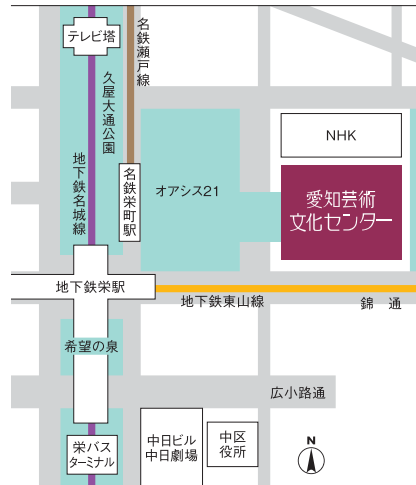 テレビ塔
名鉄瀬戸線
久屋大通公園
NHK
地下鉄名城線
名鉄栄町駅
オアシス21
愛知芸術
文化センター
地下鉄栄駅
地下鉄東山線
錦通
希望の泉
広小路通
栄バス
ターミナル
中日ビル
中日劇場
中区
役所
N